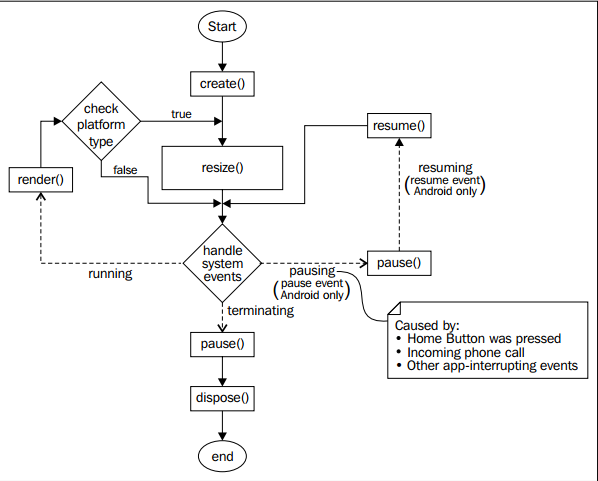 Start
create()
check
platform
type
true
false
resize()
resume()
render()
resuming
(resume event
Android only)
handle
system
events
running
pausing
(pause event
Android only)
pause()
terminating
pause()
Caused by:
• Home Button was pressed
• Incoming phone call
• Other app-interrupting events
dispose()
end